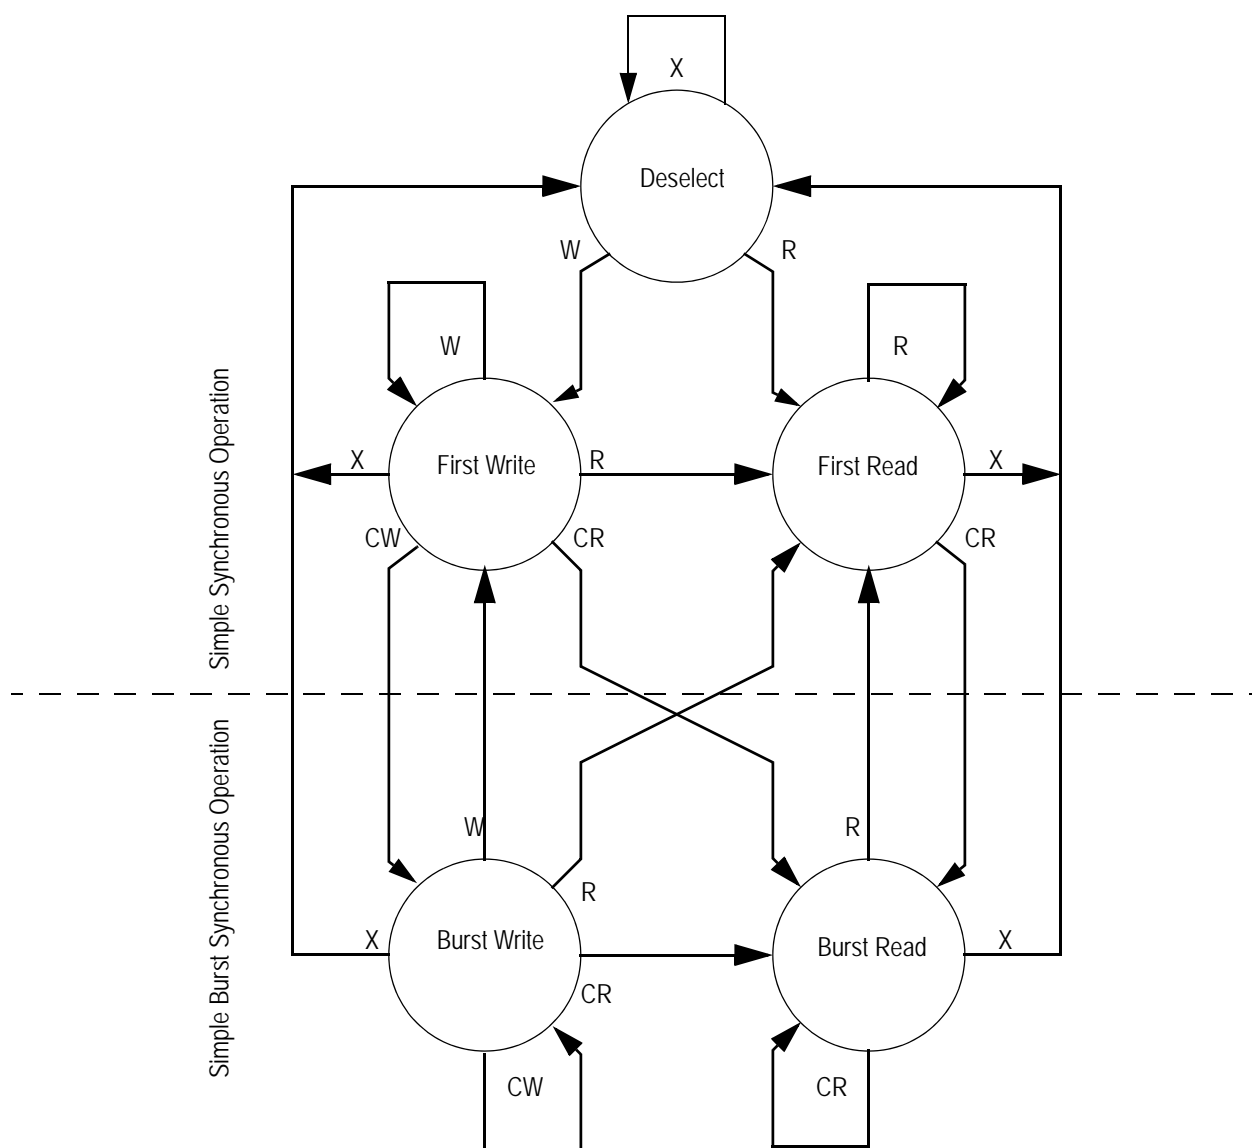 X
Deselect
W
R
W
R
Simple Synchronous Operation
X
First Write
R
First Read
X
CW
CR
CR
Simple Burst Synchronous Operation
W
R
R
X
Burst Write
Burst Read
X
CR
CW
CR